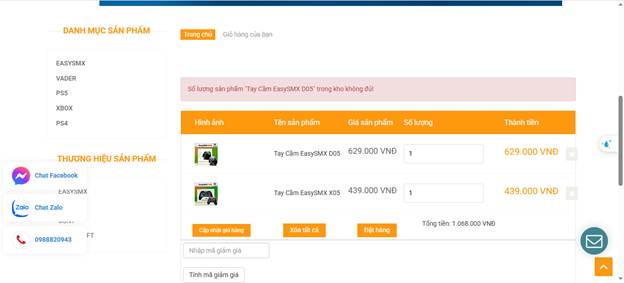 DANH MỤC SẢN PHẨM
EASYSMX
VADER
PS5
XBOX
PS4
THƯƠNG HIỆU SẢN PHẨM
EASYSMX
Chat Facebook
Chat Zalo
0988820943
Trang chủ Giỏ hàng của bạn
Số lượng sản phẩm "Tay Cầm EasySMX D05" trong kho không đủ!
Hình ảnh Tên sản phẩm Giá sản phẩm Số lượng Thành tiền
Tay Cầm EasySMX D05 629.000 VNĐ 1 629.000 VNĐ
Tay Cầm EasySMX X05 439.000 VNĐ 1 439.000 VNĐ
Cập nhật giỏ hàng Xóa tất cả Đặt hàng Tổng tiền: 1.068.000 VNĐ
Nhập mã giảm giá
Tính mã giảm giá